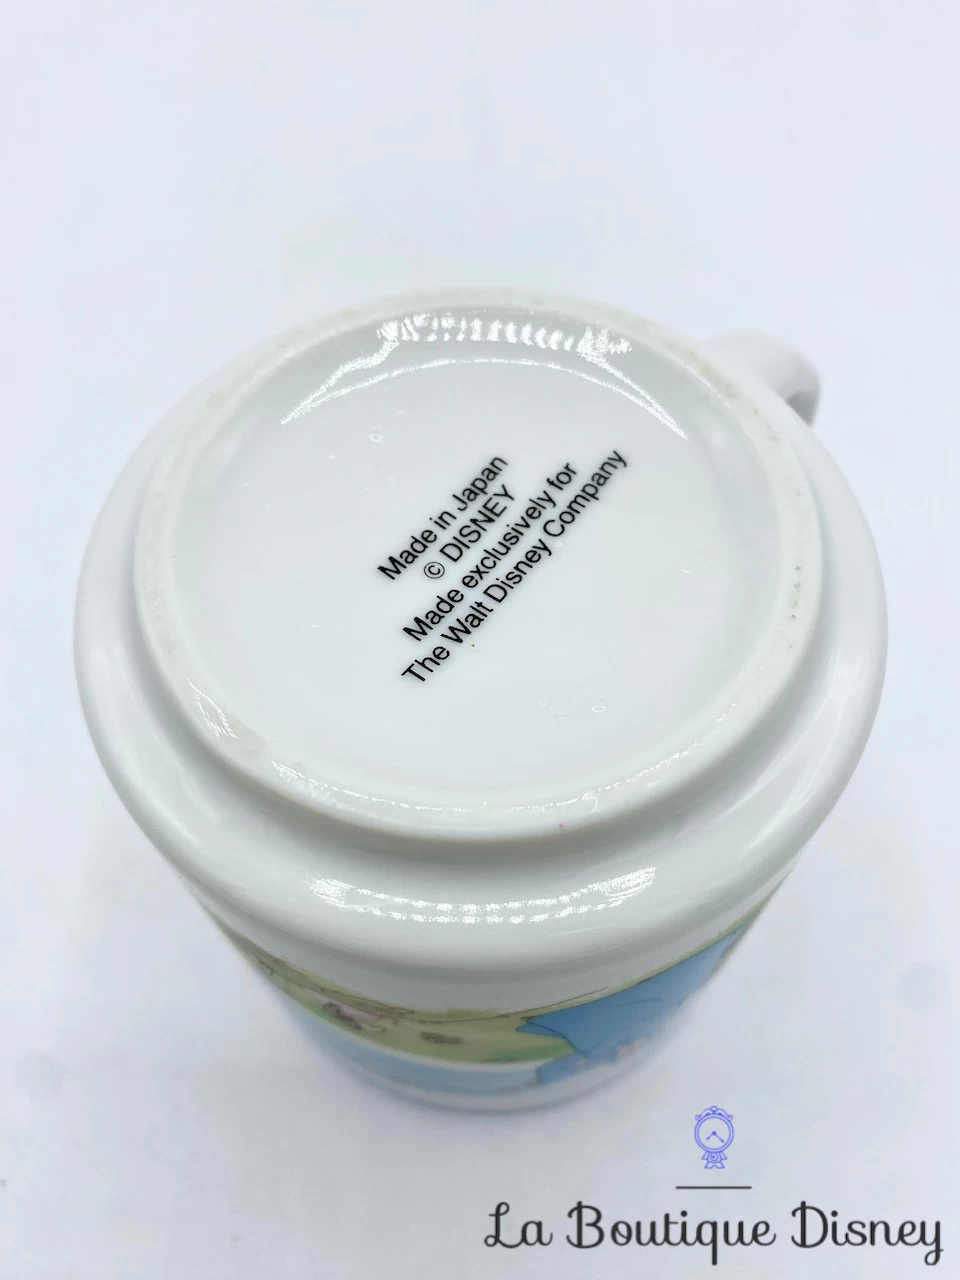 Made in Japan
© DISNEY
Made exclusively for
The Walt Disney Company
La Boutique Disney